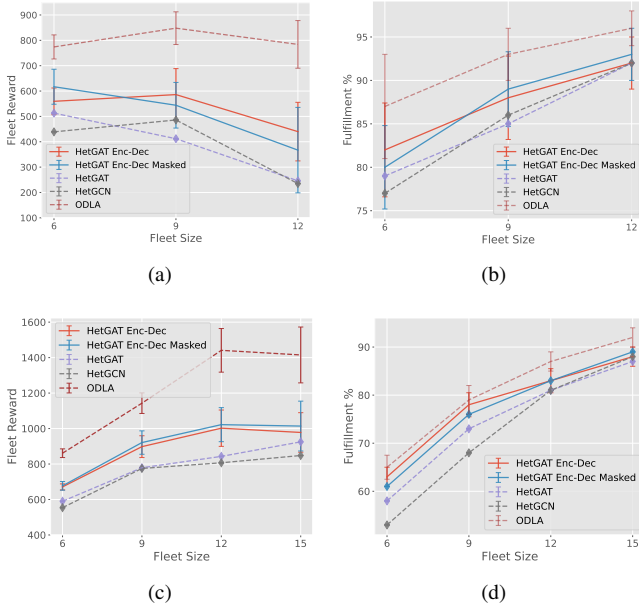 900
800
700
600
500
400
300
200
100
Fleet Reward
HetGAT Enc-Dec
HetGAT Enc-Dec Masked
HetGAT
HetGCN
ODLA
6
9
12
Fleet Size
(a)
95
90
85
80
75
Fulfillment %
HetGAT Enc-Dec
HetGAT Enc-Dec Masked
HetGAT
HetGCN
ODLA
6
9
12
Fleet Size
(b)
1600
1400
1200
1000
800
600
400
Fleet Reward
HetGAT Enc-Dec
HetGAT Enc-Dec Masked
HetGAT
HetGCN
ODLA
6
9
12
15
Fleet Size
(c)
90
80
70
60
Fulfillment %
HetGAT Enc-Dec
HetGAT Enc-Dec Masked
HetGAT
HetGCN
ODLA
6
9
12
15
Fleet Size
(d)